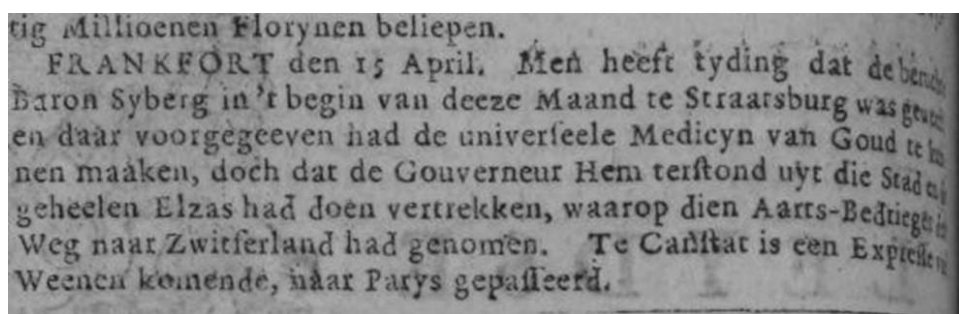 tig Millioenen Florynen beliepen.
FRANKFORT den 15 April. Men heeft tyding dat de
Baron Syberg in 't begin van deeze Maand te Straatsburg was
en daar voorgegeeven had de univerſeele Medicyn van Goud te
nen maaken, doch dat de Gouverneur Hem terſtond uyt die Stad
geheelen Elzas had doen vertrekken, waarop dien Aarts-Bedrieger
Weg naar Zwitſerland had genomen. Te Canſtat is een Expreſſe
Weenen komende, naar Parys gepaſſeerd.